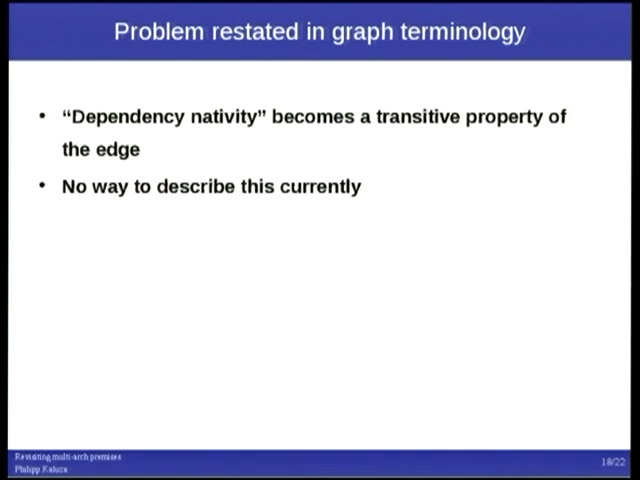 Problem restated in graph terminology
• “Dependency nativity” becomes a transitive property of
the edge
• No way to describe this currently
Revisiting multi-arch premises
Philipp Kaluza
18/22